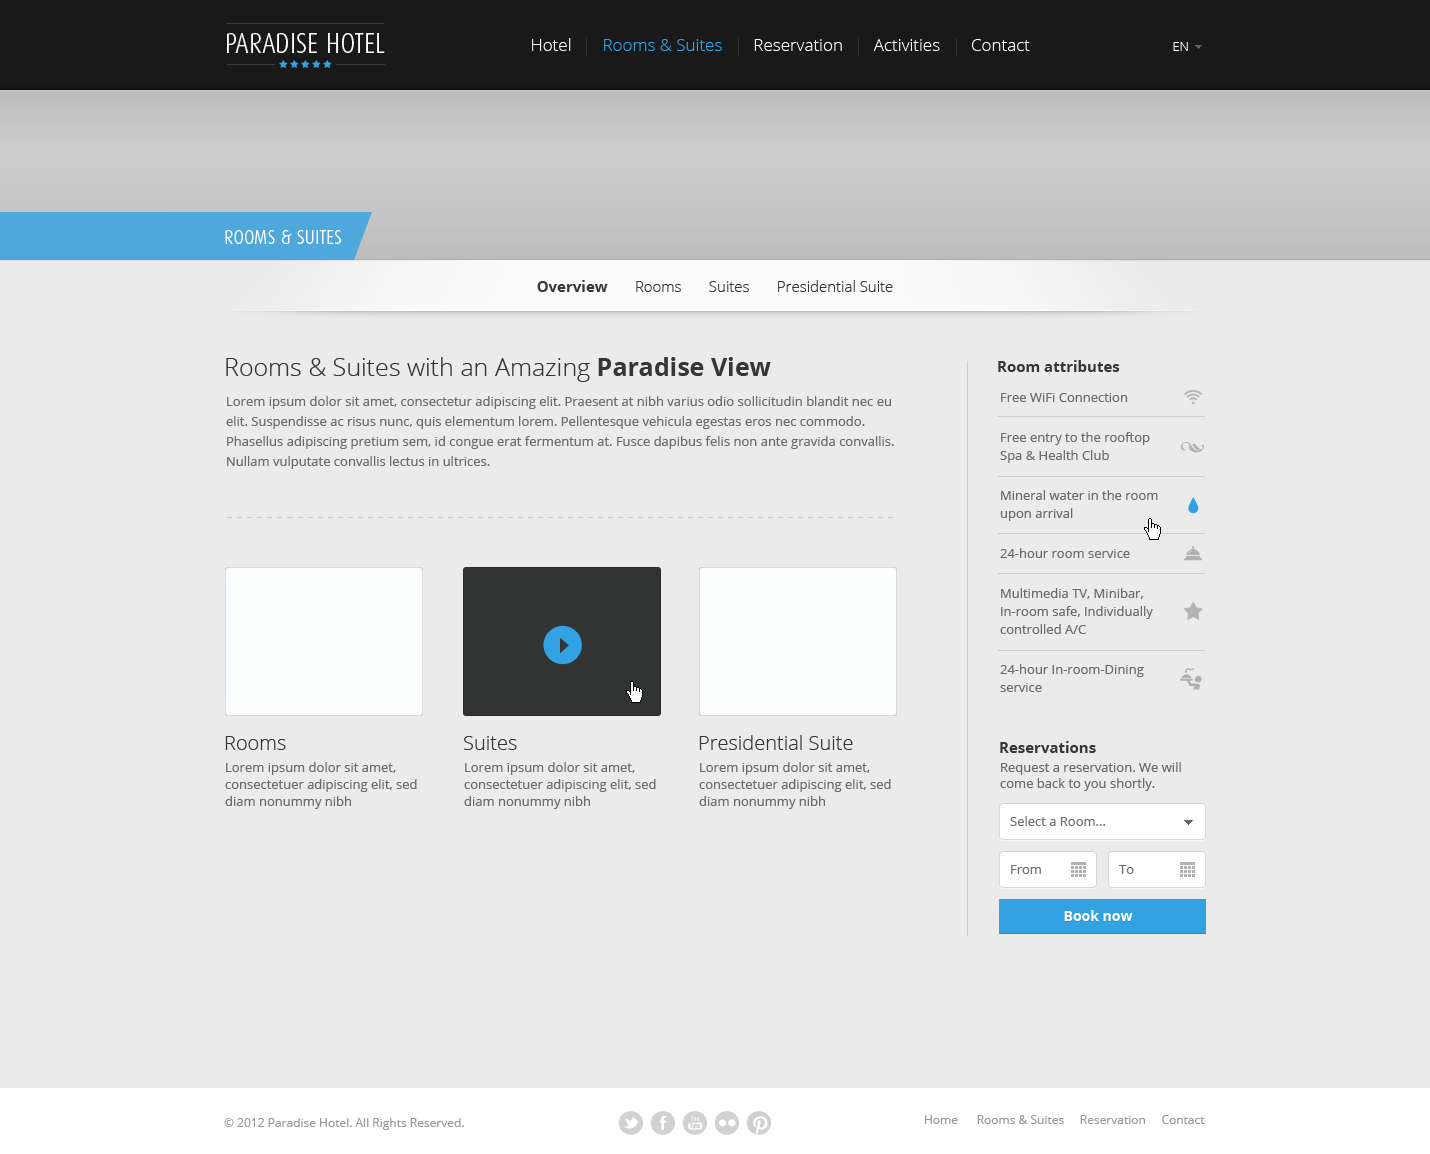 PARADISE HOTEL
Hotel
Rooms & Suites
Reservation
Activities
Contact
EN
ROOMS & SUITES
Overview
Rooms
Suites
Presidential Suite
Rooms & Suites with an Amazing Paradise View
Lorem ipsum dolor sit amet, consectetur adipiscing elit. Praesent at nibh varius odio sollicitudin blandit nec eu
elit. Suspendisse ac risus nunc, quis elementum lorem. Pellentesque vehicula egestas eros nec commodo.
Phasellus adipiscing pretium sem, id congue erat fermentum at. Fusce dapibus felis non ante gravida convallis.
Nullam vulputate convallis lectus in ultrices.
Rooms
Lorem ipsum dolor sit amet,
consectetuer adipiscing elit, sed
diam nonummy nibh
Suites
Lorem ipsum dolor sit amet,
consectetuer adipiscing elit, sed
diam nonummy nibh
Presidential Suite
Lorem ipsum dolor sit amet,
consectetuer adipiscing elit, sed
diam nonummy nibh
Room attributes
Free WiFi Connection
Free entry to the rooftop
Spa & Health Club
Mineral water in the room
upon arrival
24-hour room service
Multimedia TV, Minibar,
In-room safe, Individually
controlled A/C
24-hour In-room-Dining
service
Reservations
Request a reservation. We will
come back to you shortly.
Select a Room...
From
To
Book now
© 2012 Paradise Hotel. All Rights Reserved.
You
Tube
Home
Rooms & Suites
Reservation
Contact